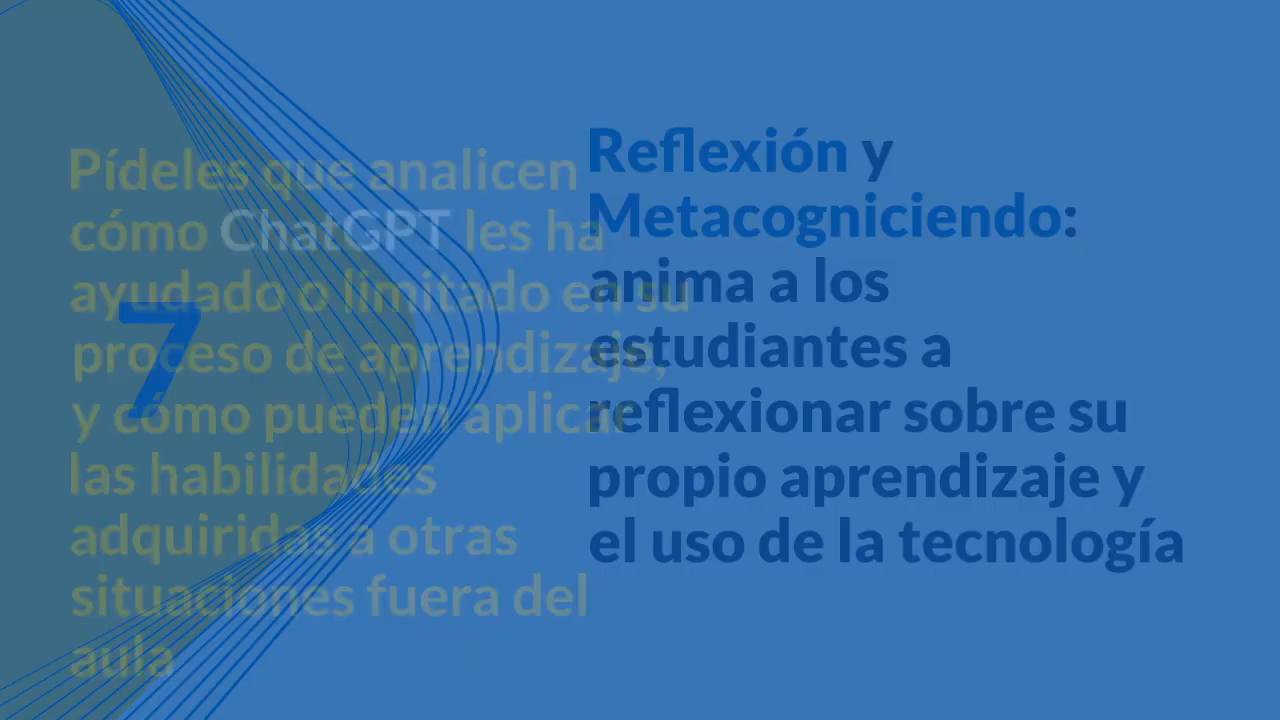 Pídeles que analicen
cómo ChatGPT les ha
ayudado o limitado en su
proceso de aprendizaje,
y cómo pueden aplicar
las habilidades
adquiridas a otras
situaciones fuera del
aula
7
Reflexión y
Metacogniciendo:
anima a los
estudiantes a
reflexionar sobre su
propio aprendizaje y
el uso de la tecnología